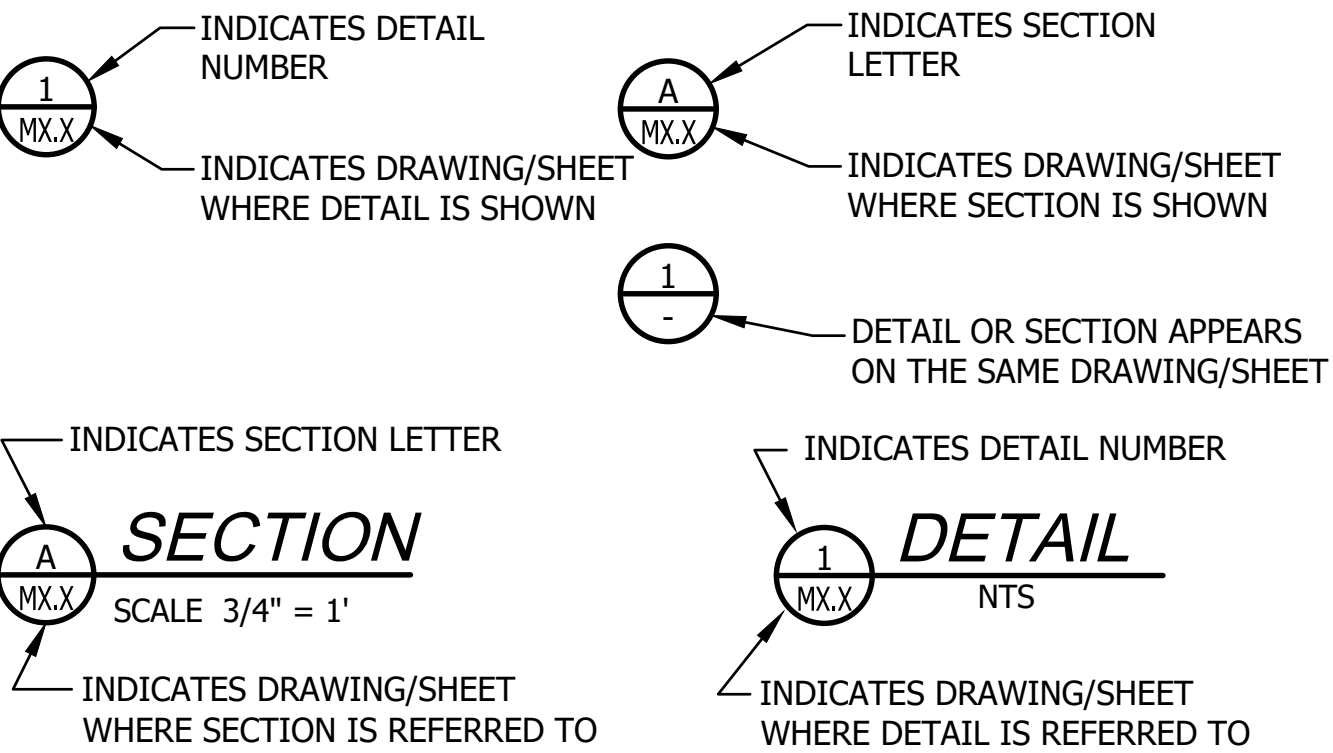 INDICATES DETAIL
NUMBER
1
MX.X
INDICATES DRAWING/SHEET
WHERE DETAIL IS SHOWN
INDICATES SECTION
LETTER
A
MX.X
INDICATES DRAWING/SHEET
WHERE SECTION IS SHOWN
1
-
DETAIL OR SECTION APPEARS
ON THE SAME DRAWING/SHEET
INDICATES SECTION LETTER
A
MX.X
SECTION
SCALE 3/4" = 1'
INDICATES DRAWING/SHEET
WHERE SECTION IS REFERRED TO
INDICATES DETAIL NUMBER
1
MX.X
DETAIL
NTS
INDICATES DRAWING/SHEET
WHERE DETAIL IS REFERRED TO